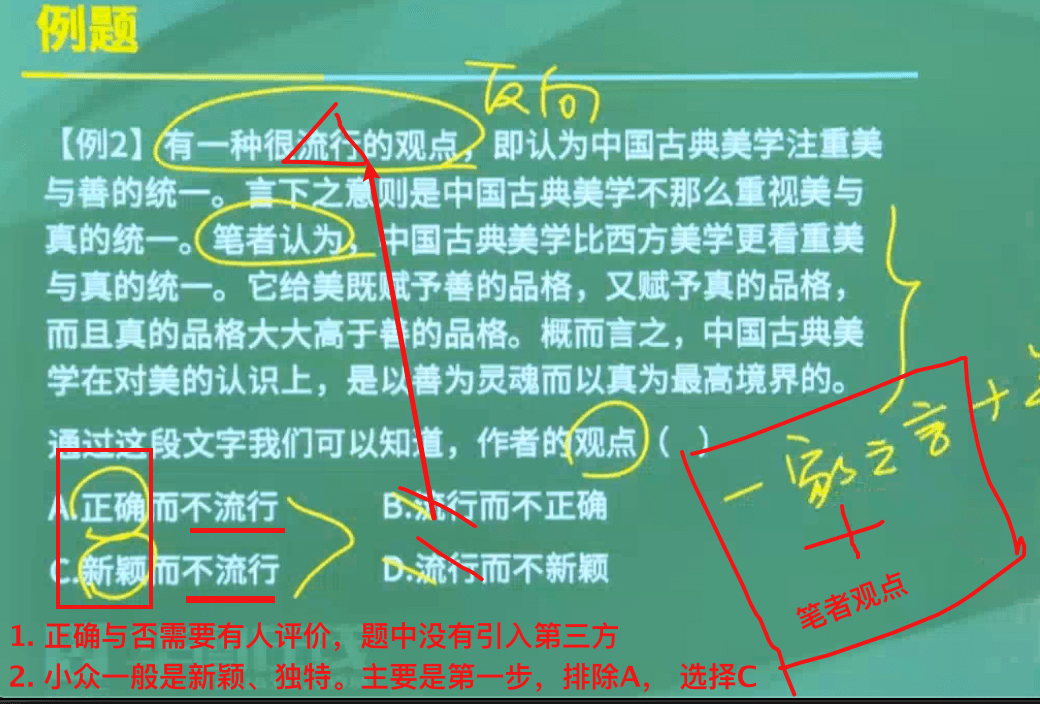 例题
反向
【例2】有一种很流行的观点，即认为中国古典美学注重美
与善的统一。言下之意则是中国古典美学不那么重视美与
真的统一。笔者认为，中国古典美学比西方美学更看重美
与真的统一。它给美既赋予善的品格，又赋予真的品格，
而且真的品格大大高于善的品格。概而言之，中国古典美
学在对美的认识上，是以善为灵魂而以真为最高境界的。
通过这段文字我们可以知道，作者的观点（ ）
一家之言+
A.正确而不流行 B.流行而不正确
C.新颖而不流行 D.流行而不新颖
+
笔者观点
1. 正确与否需要有人评价，题中没有引入第三方
2. 小众一般是新颖、独特。主要是第一步，排除A， 选择C